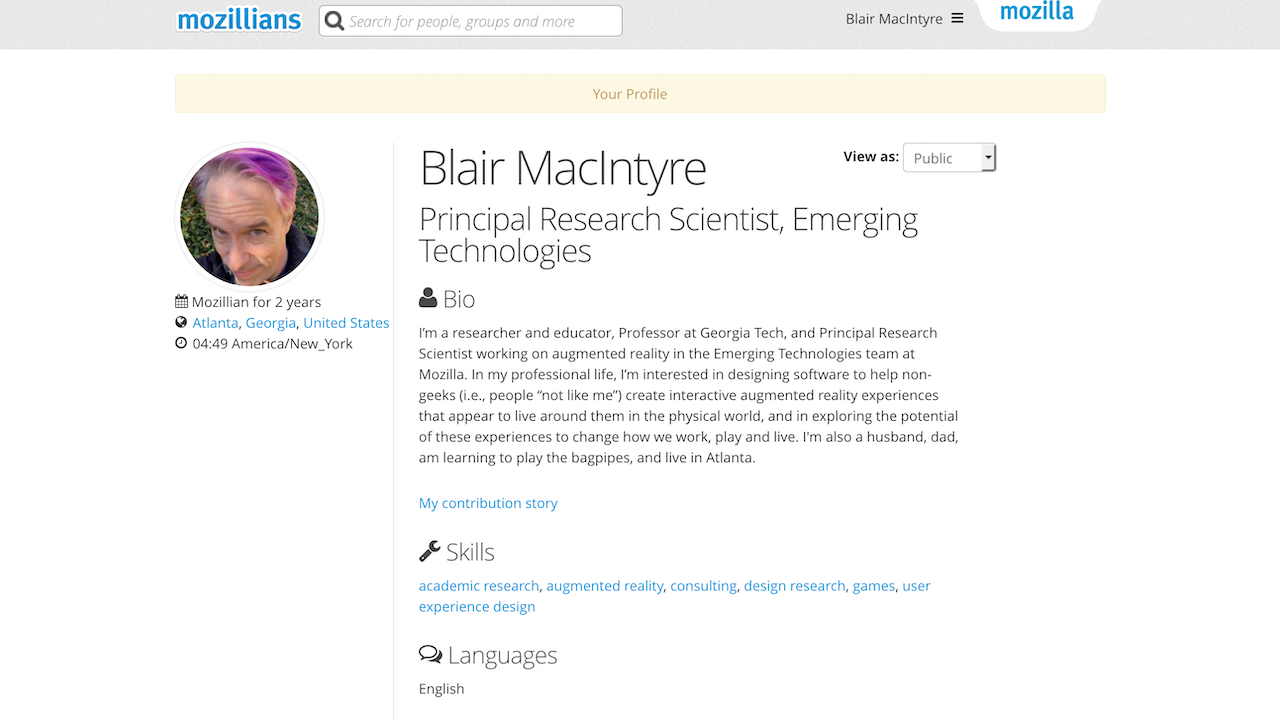 mozillians
Search for people, groups and more
Blair MacIntyre
mozilla
Your Profile
Mozillian for 2 years
Atlanta, Georgia, United States
04:49 America/New_York
Blair MacIntyre
View as: Public
Principal Research Scientist, Emerging
Technologies
Bio
I'm a researcher and educator, Professor at Georgia Tech, and Principal Research
Scientist working on augmented reality in the Emerging Technologies team at
Mozilla. In my professional life, I'm interested in designing software to help non-
geeks (i.e., people “not like me”) create interactive augmented reality experiences
that appear to live around them in the physical world, and in exploring the potential
of these experiences to change how we work, play and live. I'm also a husband, dad,
am learning to play the bagpipes, and live in Atlanta.
My contribution story
Skills
academic research, augmented reality, consulting, design research, games, user
experience design
Languages
English